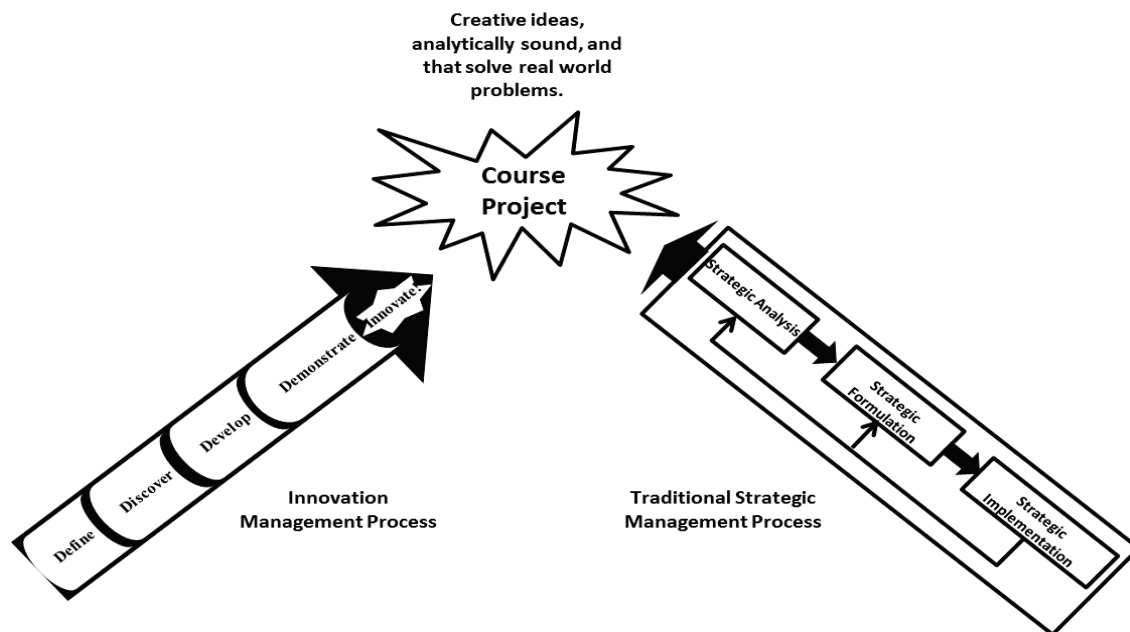 Creative ideas,
analytically sound, and
that solve real world
problems.
Course
Project
Innovate!
Demonstrate
Develop
Discover
Define
Innovation
Management Process
Strategic Analysis
Strategic
Formulation
Strategic
Implementation
Traditional Strategic
Management Process